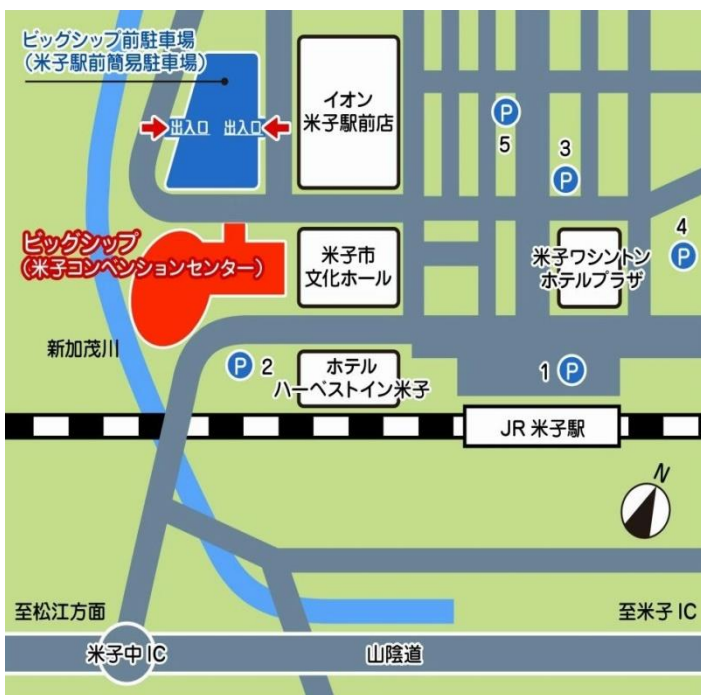 ビッグシップ前駐車場
（米子駅前簡易駐車場）
出入口
出入口
イオン
米子駅前店
P
5
3
P
ビッグシップ
（米子コンベンションセンター）
米子市
文化ホール
米子ワシントン
ホテルプラザ
4
P
新加茂川
P 2
ホテル
ハーベストイン米子
1 P
JR 米子駅
N
至松江方面
至米子 IC
米子中 IC
山陰道